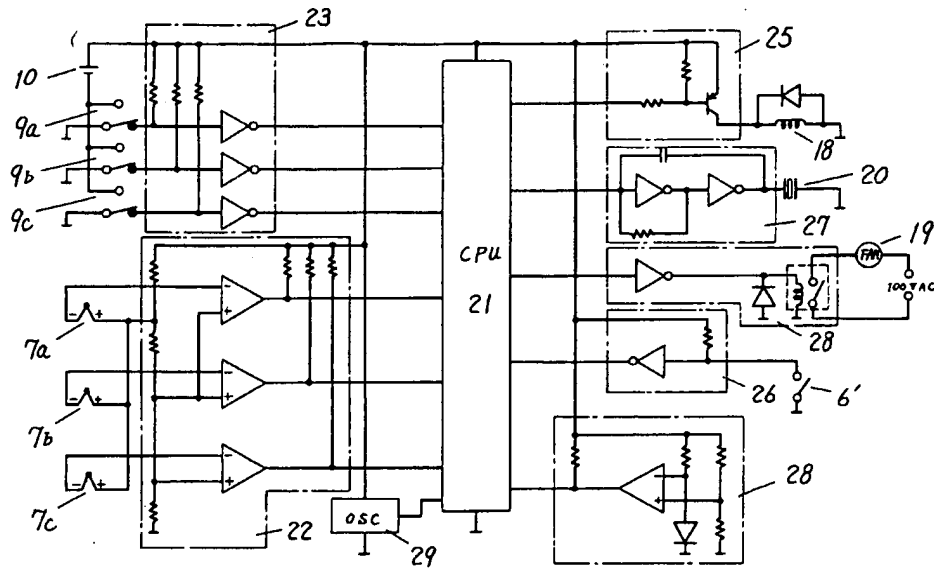 23
10
25
9a
18
9b
20
9c
27
CPU
21
19
FAN
100VAC
28
- +
7a
- +
26
6'
- +
7b
- +
- +
7c
- +
28
- +
22
OSC
29